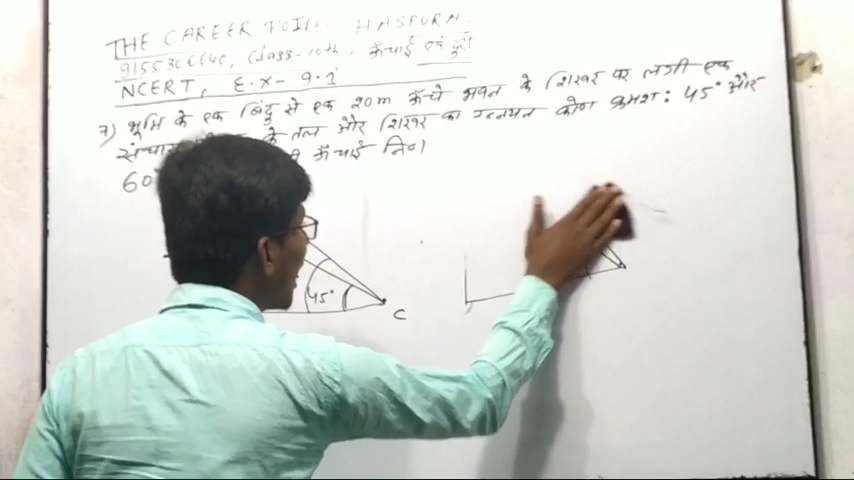 THE CAREER POINT HASPURA
Class-10th, ऊँचाई एवं दूरी
NCERT, E.X-9.1
7) भूमि के एक बिंदु से एक 20m ऊँचे भवन के शिखर पर लगी एक
के तल और शिखर का उन्नयन कोण क्रमश: 45° और
60 ऊँचाई नि०।
45°
C